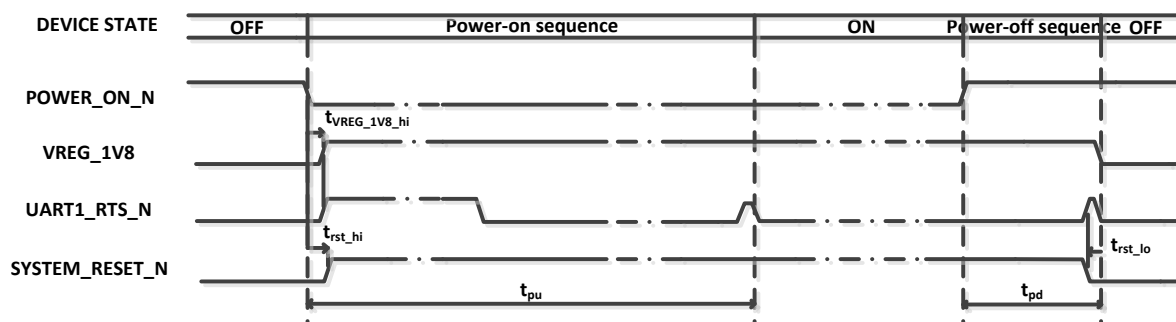 DEVICE STATE OFF Power-on sequence ON Power-off sequence OFF
POWER_ON_N
tVREG_1V8_hi
VREG_1V8
UART1_RTS_N
trst_hi trst_lo
SYSTEM_RESET_N
tpu tpd